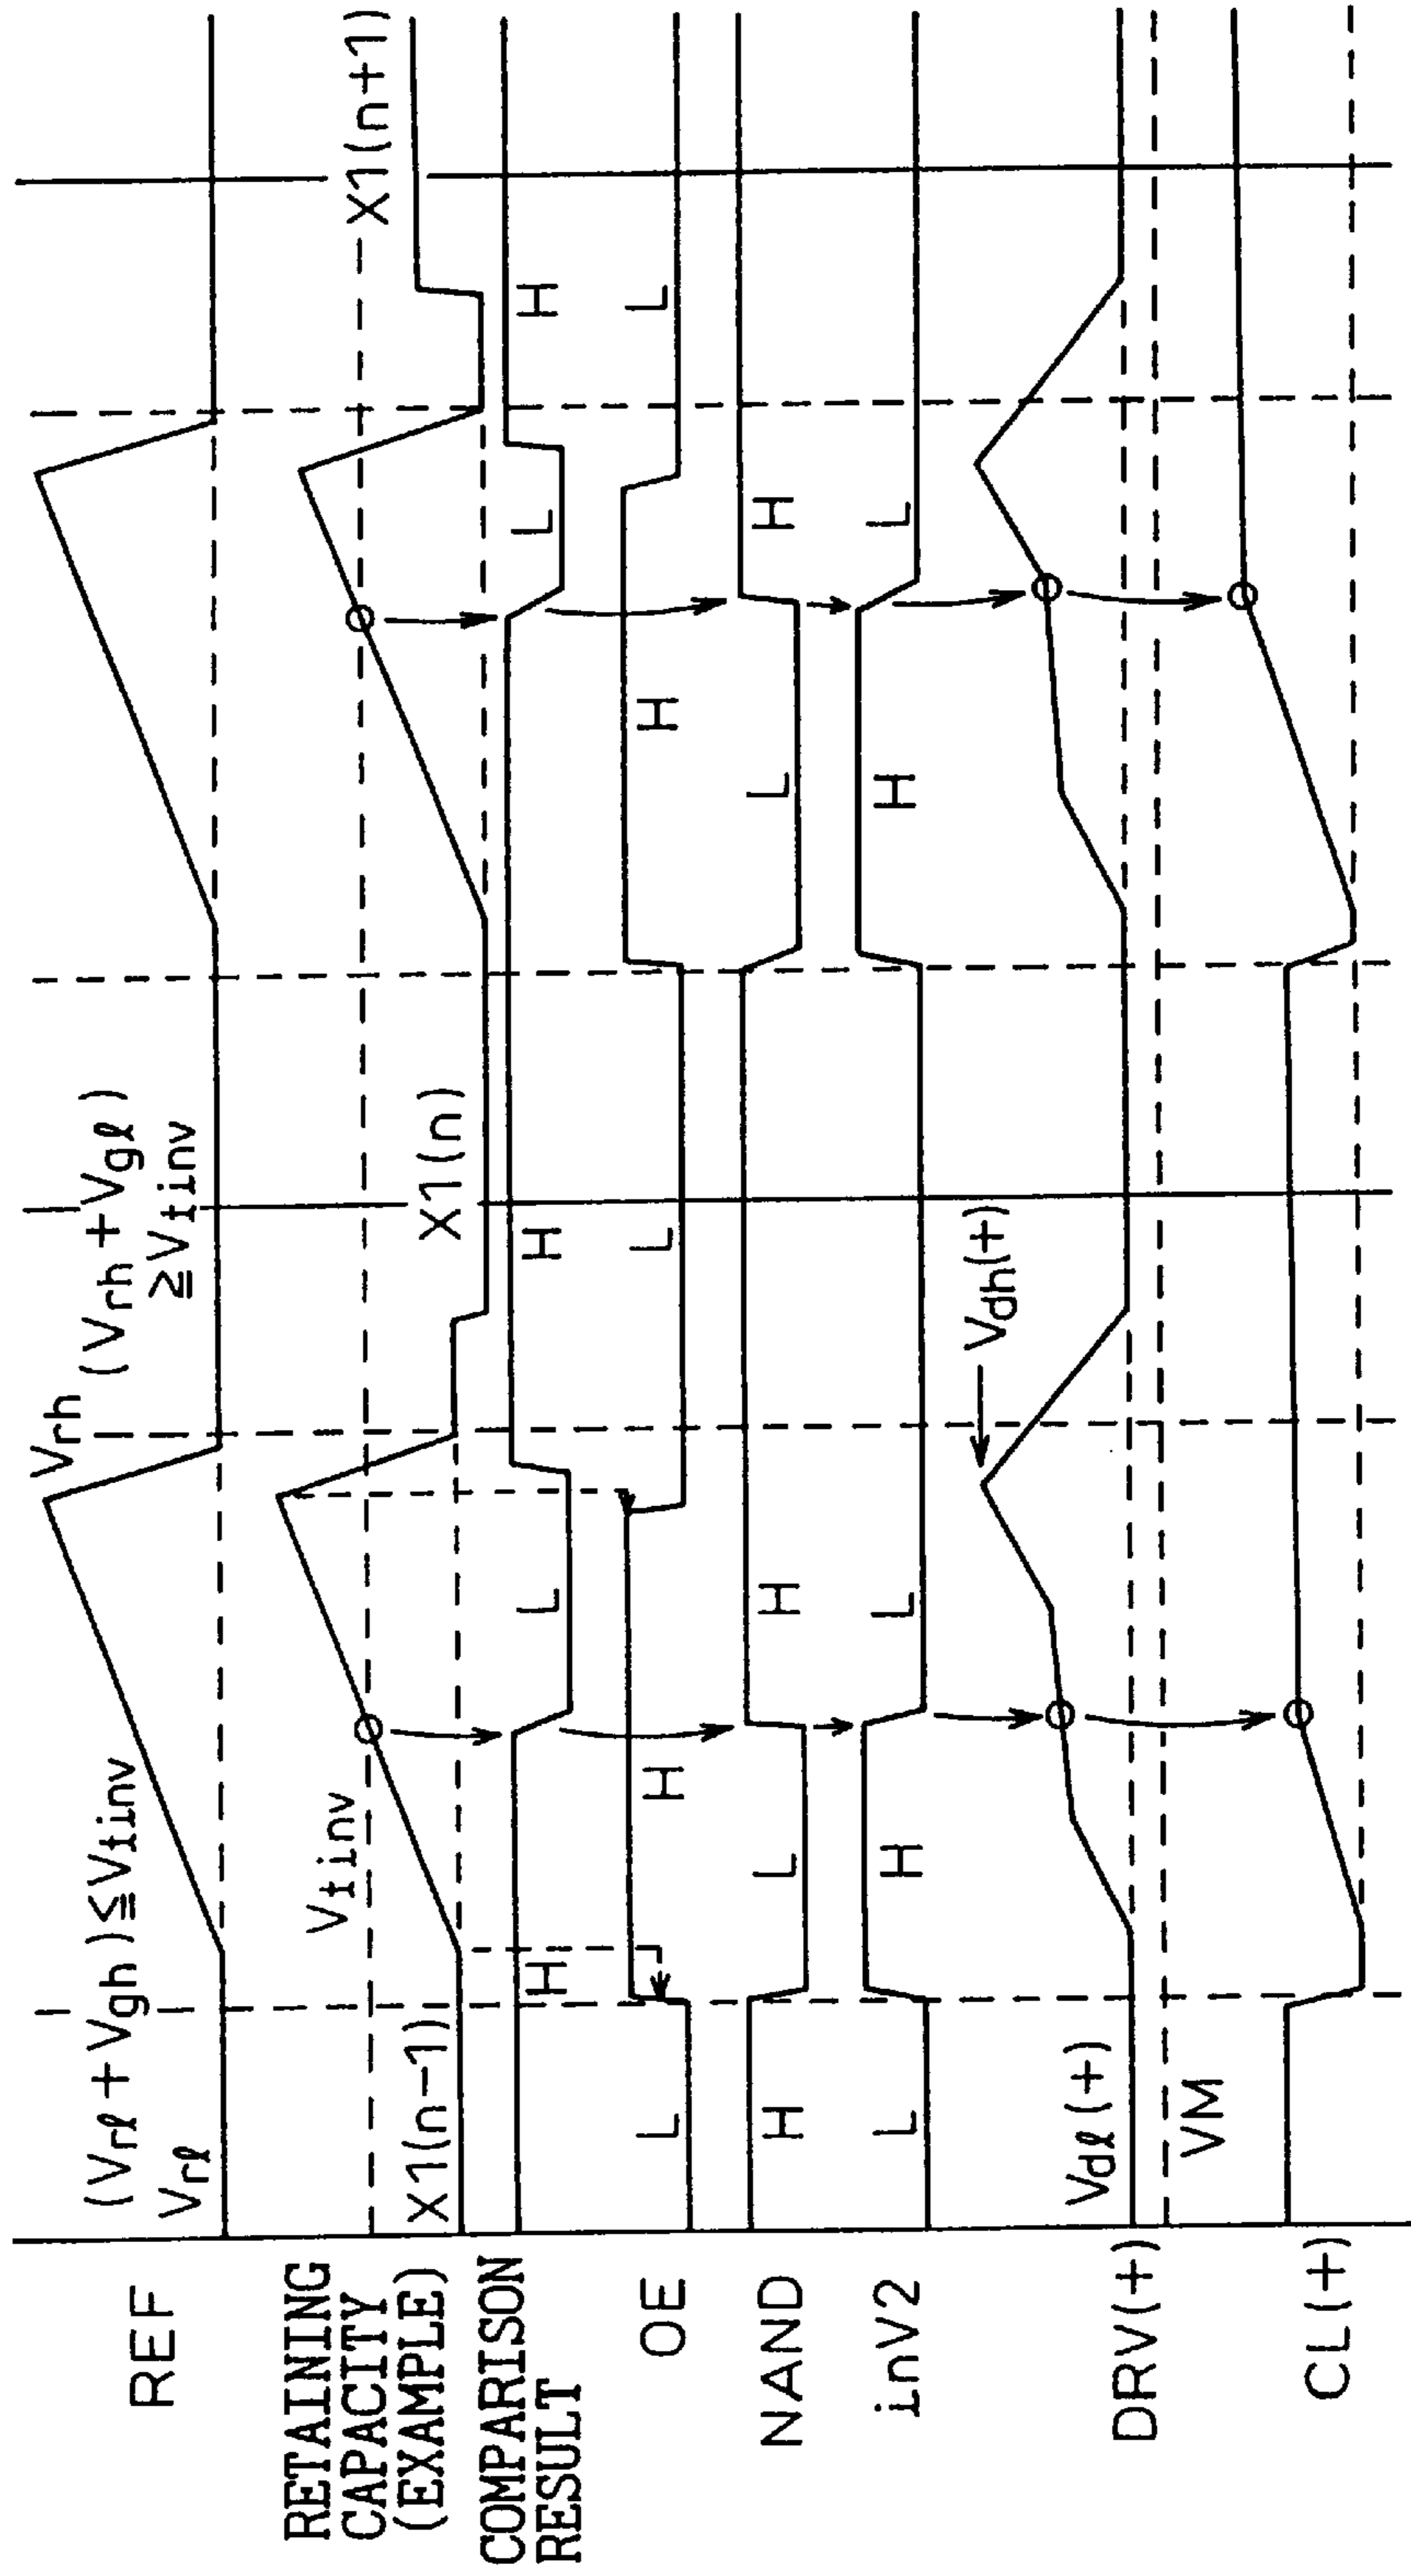 REF
(Vrℓ + Vgh) ≦ Vtinv
Vrℓ
Vrh
(Vrh + Vgℓ)
≧ Vtinv
RETAINING
CAPACITY
(EXAMPLE)
Vtinv
X1(n-1)
X1(n)
X1(n+1)
COMPARISON
RESULT
H
L
H
L
H
OE
L
H
L
H
L
NAND
H
L
H
L
H
inV2
L
H
L
H
L
DRV(+)
Vdℓ(+)
Vdh(+)
VM
CL(+)